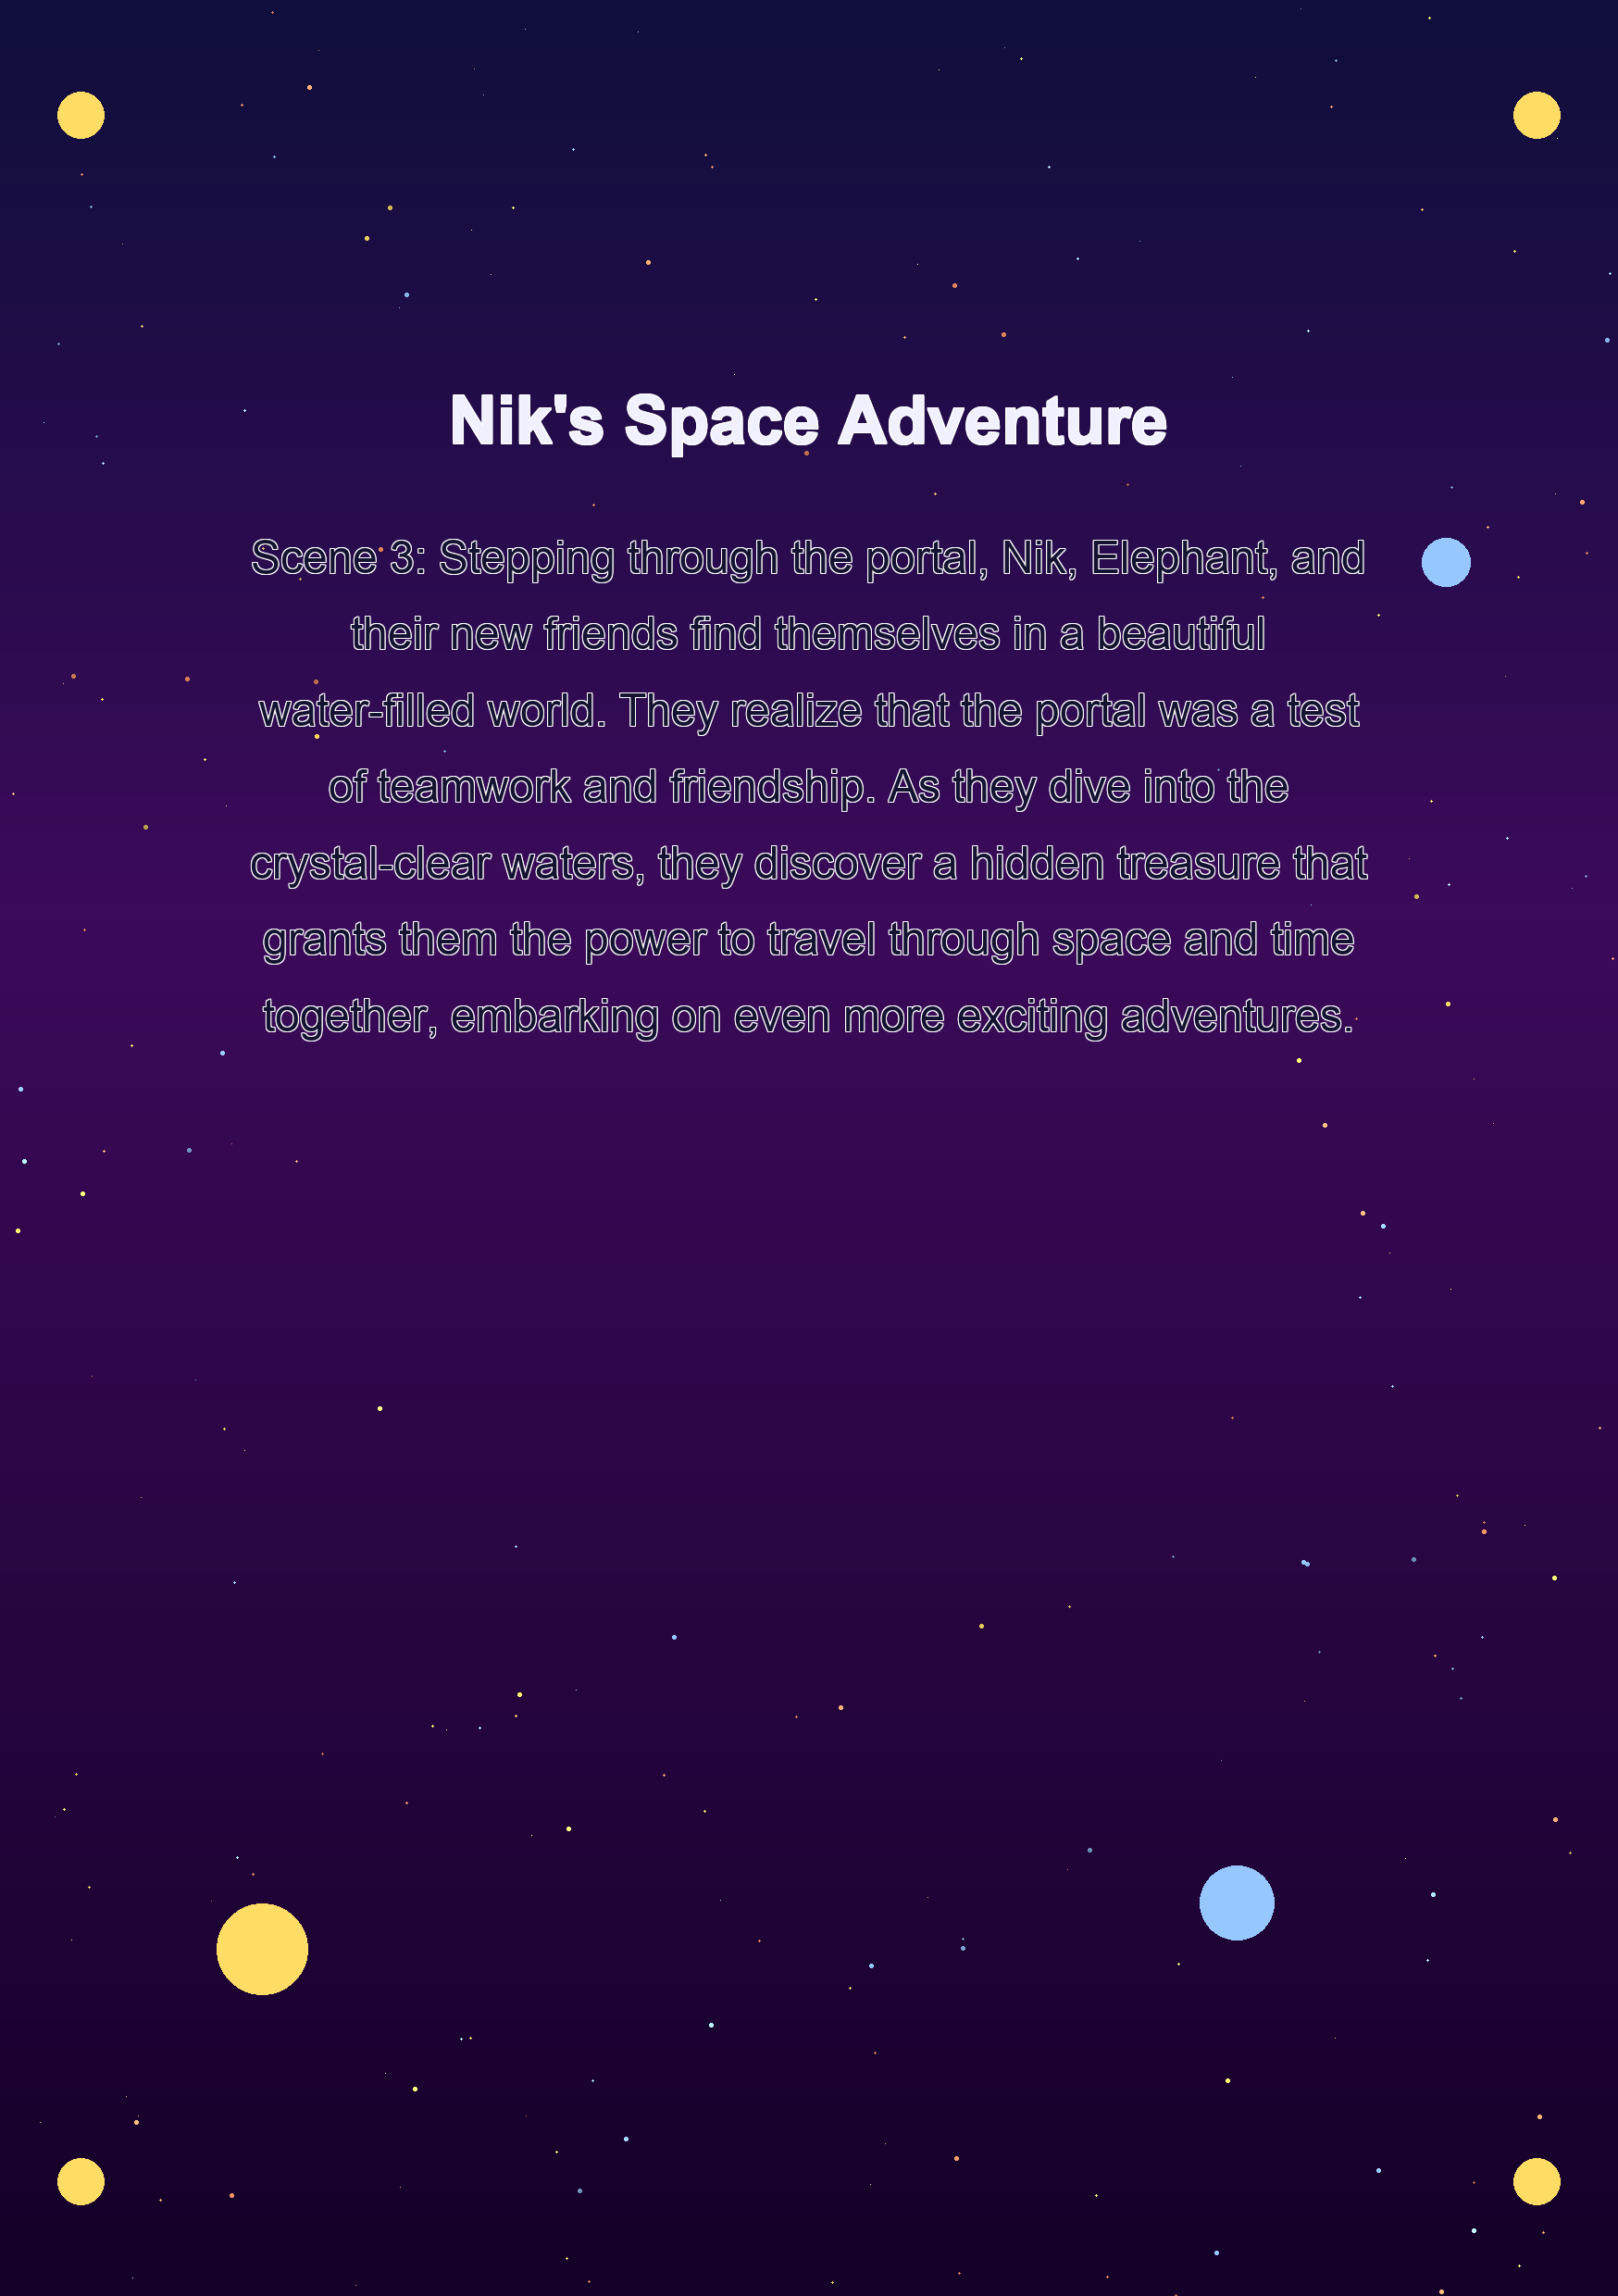 Nik's Space Adventure
Scene 3: Stepping through the portal, Nik, Elephant, and
their new friends find themselves in a beautiful
water-filled world. They realize that the portal was a test
of teamwork and friendship. As they dive into the
crystal-clear waters, they discover a hidden treasure that
grants them the power to travel through space and time
together, embarking on even more exciting adventures.